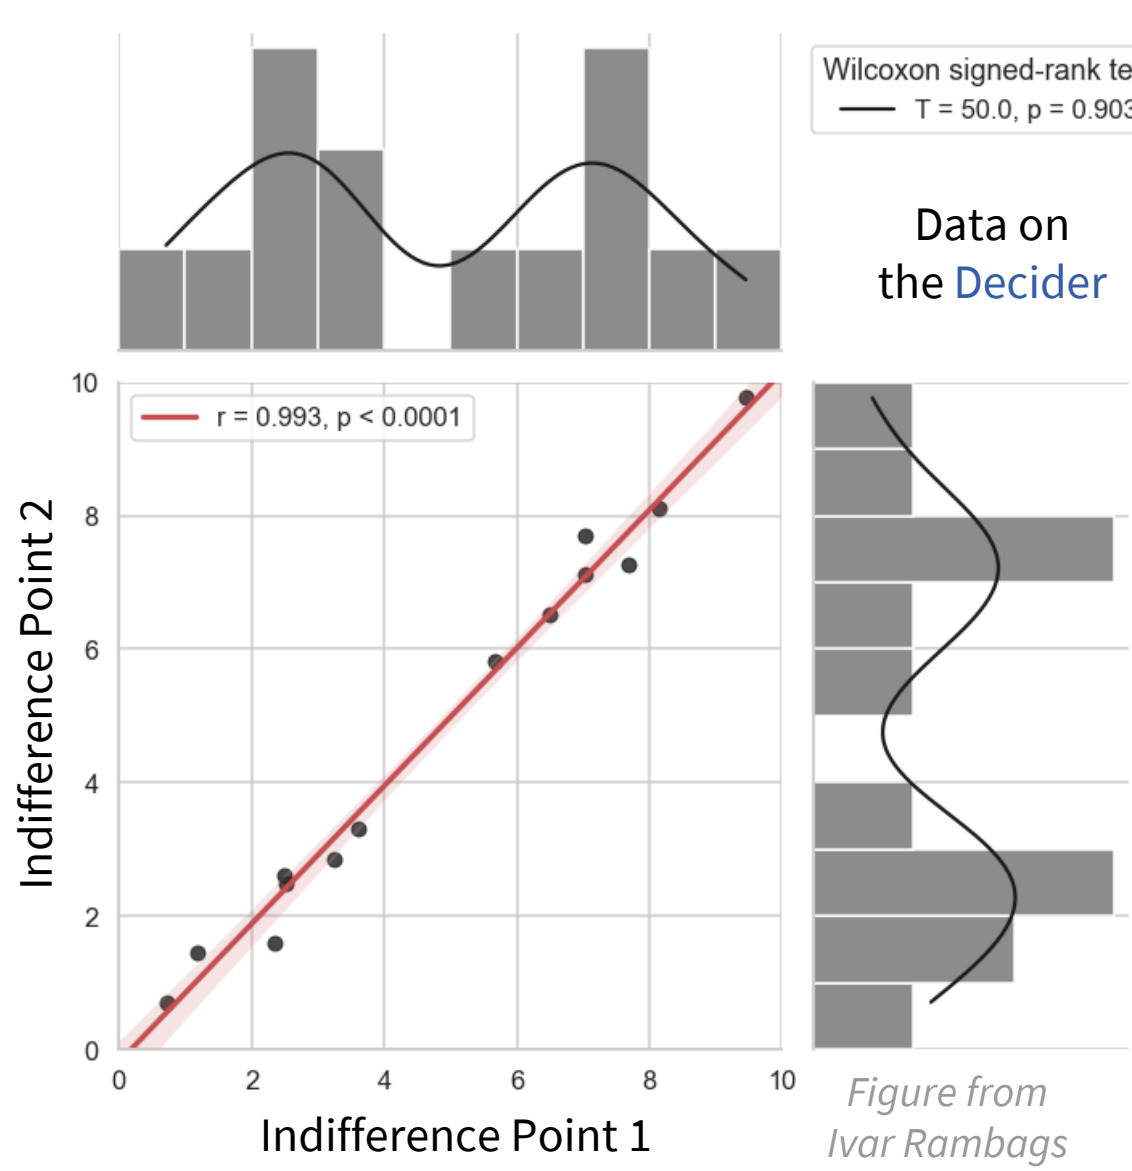 Wilcoxon signed-rank te
T = 50.0, p = 0.903
Data on
the Decider
r = 0.993, p < 0.0001
10
8
6
4
2
0
Indifference Point 2
0 2 4 6 8 10
Indifference Point 1
Figure from
Ivar Rambags